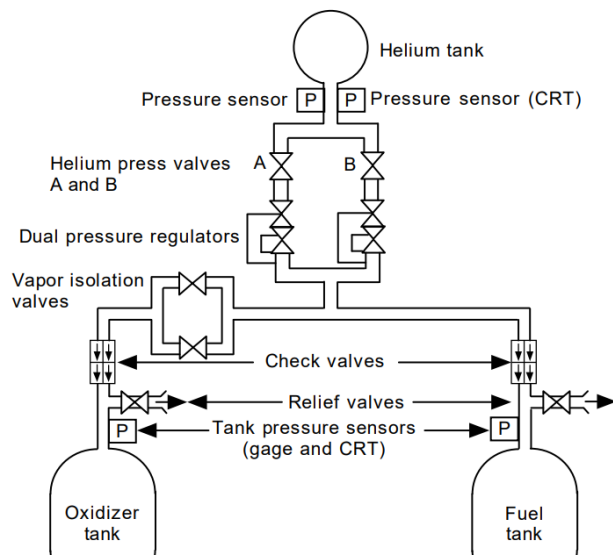 Helium tank
Pressure sensor
P
P
Pressure sensor (CRT)
Helium press valves
A and B
A
B
Dual pressure regulators
Vapor isolation
valves
Check valves
Relief valves
Tank pressure sensors
(gage and CRT)
P
P
Oxidizer
tank
Fuel
tank